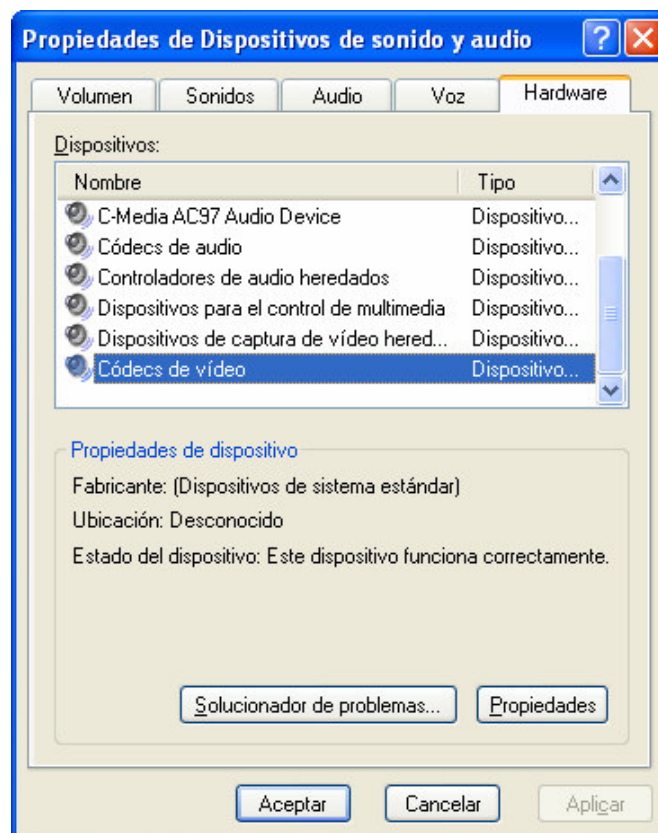 Propiedades de Dispositivos de sonido y audio
Volumen Sonidos Audio Voz Hardware
Dispositivos:
Nombre Tipo
C-Media AC97 Audio Device Dispositivo...
Códecs de audio Dispositivo...
Controladores de audio heredados Dispositivo...
Dispositivos para el control de multimedia Dispositivo...
Dispositivos de captura de vídeo hered... Dispositivo...
Códecs de vídeo Dispositivo...
Propiedades de dispositivo
Fabricante: (Dispositivos de sistema estándar)
Ubicación: Desconocido
Estado del dispositivo: Este dispositivo funciona correctamente.
Solucionador de problemas... Propiedades
Aceptar Cancelar Aplicar